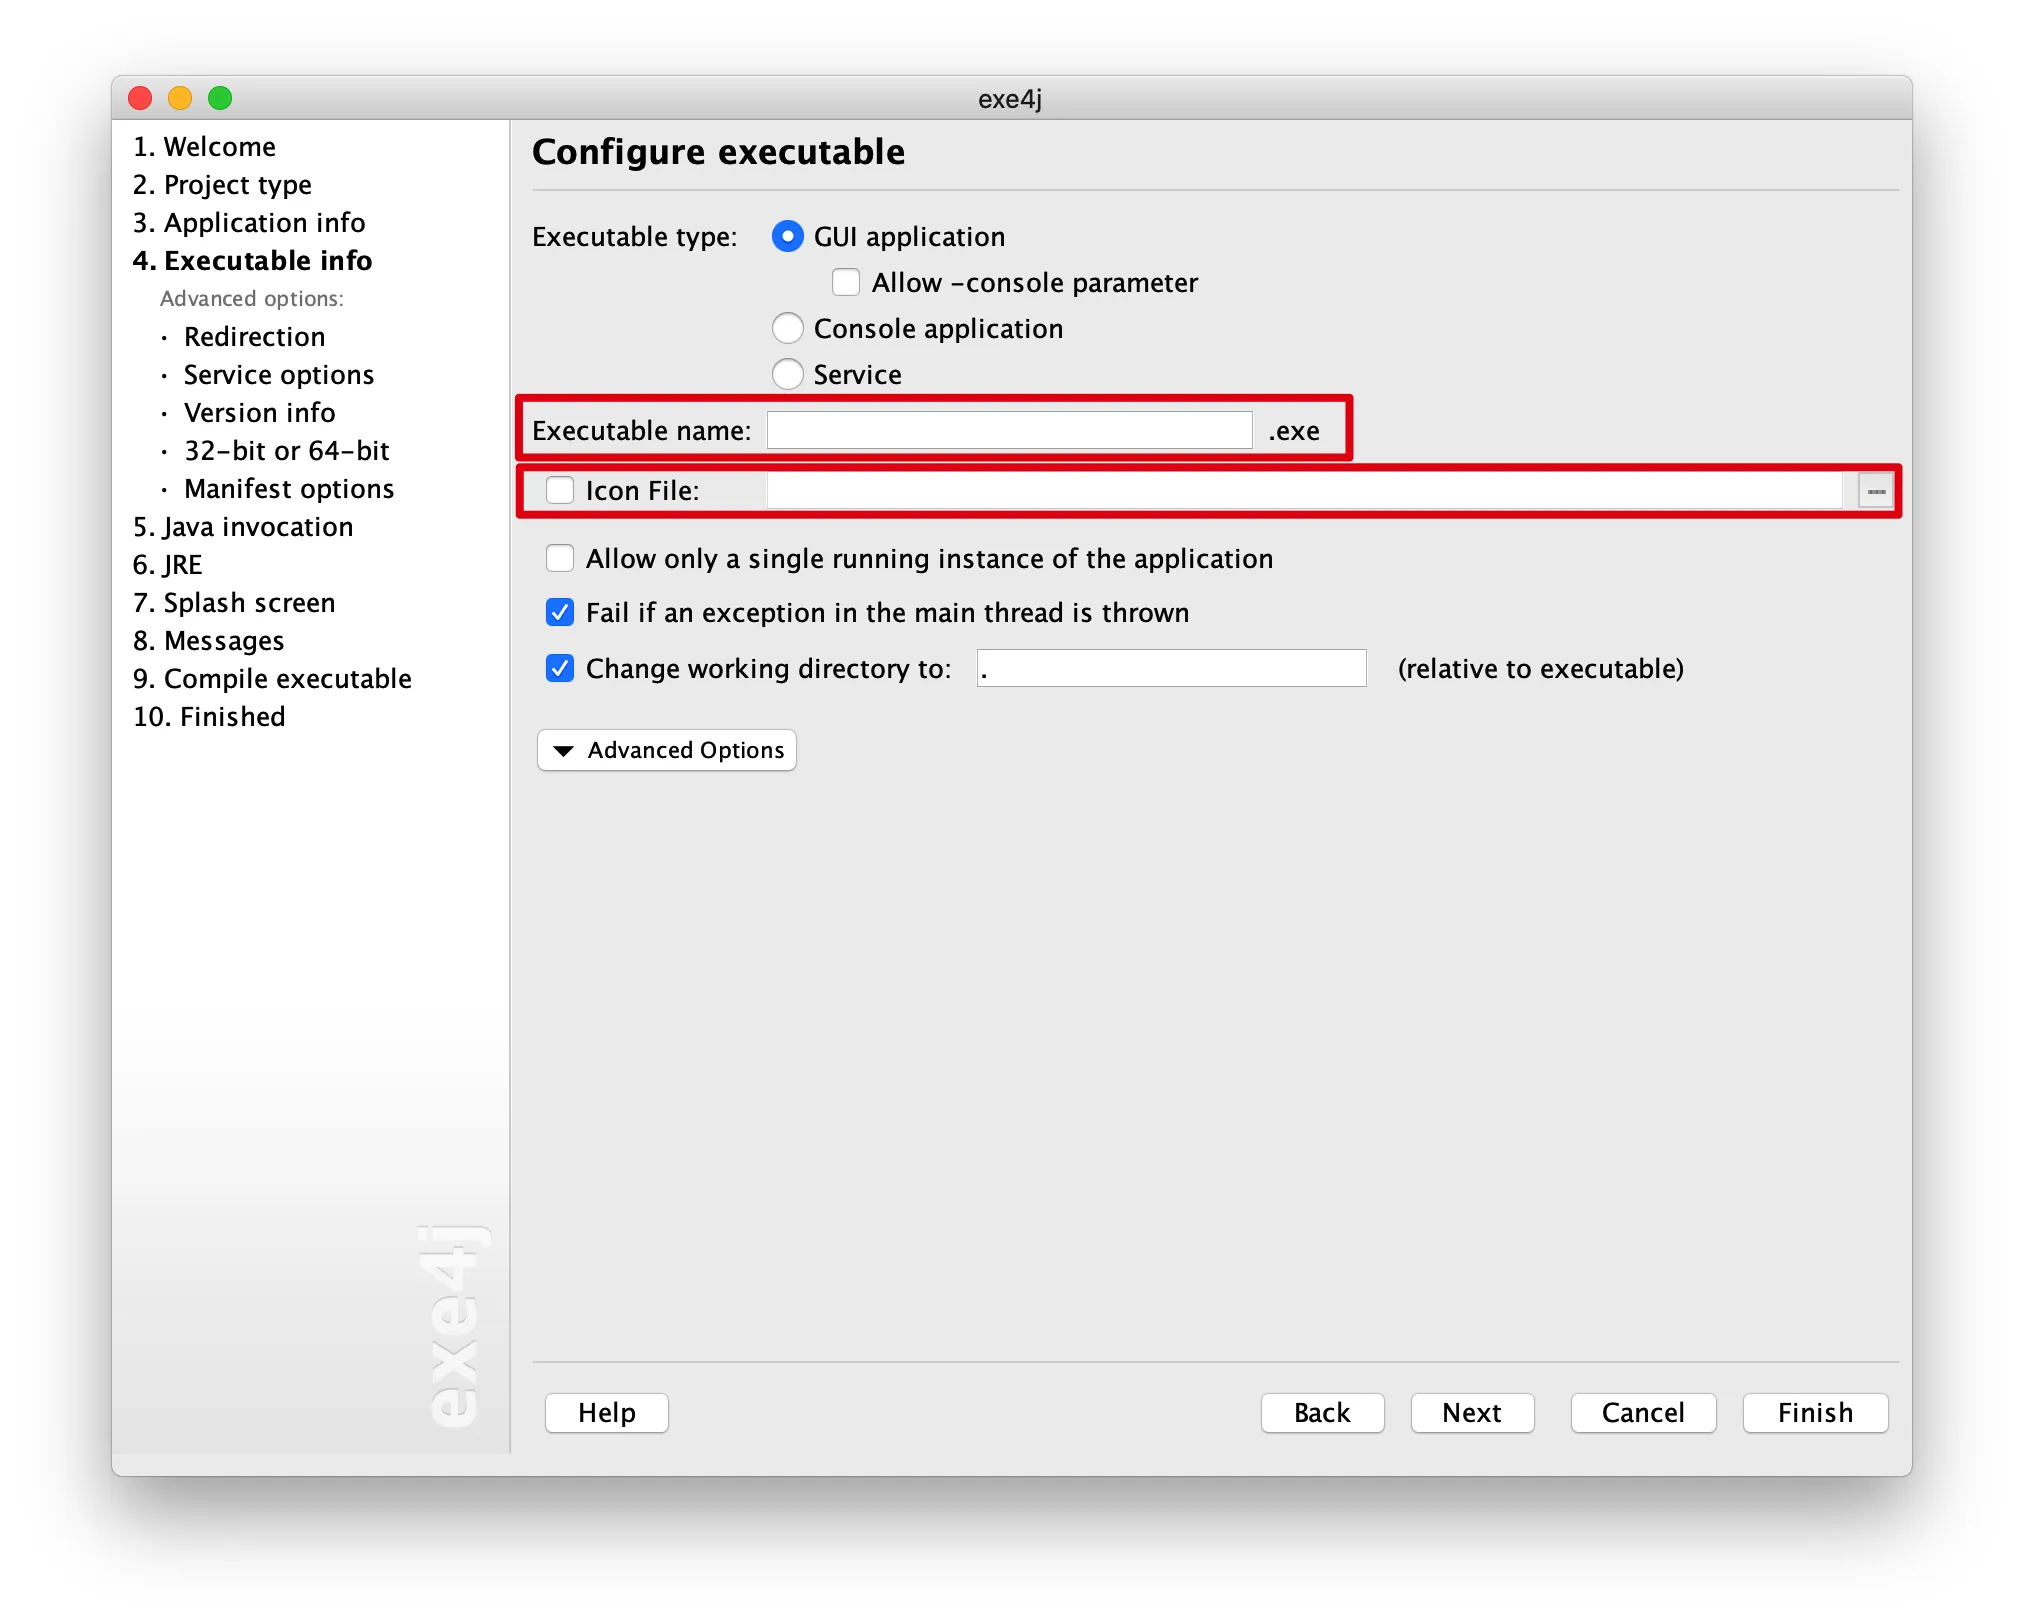 exe4j
1. Welcome
2. Project type
3. Application info
4. Executable info
Advanced options:
· Redirection
· Service options
· Version info
· 32-bit or 64-bit
· Manifest options
5. Java invocation
6. JRE
7. Splash screen
8. Messages
9. Compile executable
10. Finished
exe4j
Configure executable
Executable type: GUI application
Allow -console parameter
Console application
Service
Executable name: .exe
Icon File:
Allow only a single running instance of the application
Fail if an exception in the main thread is thrown
Change working directory to: . (relative to executable)
Advanced Options
Help Back Next Cancel Finish